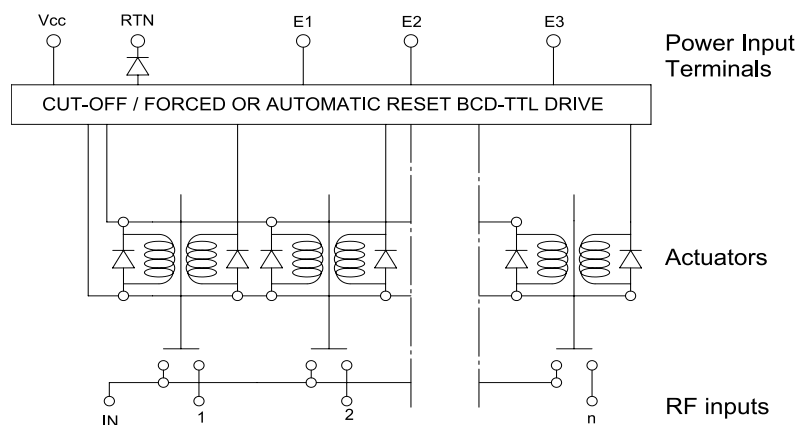 Vcc RTN E1 E2 E3
Power Input
Terminals
CUT-OFF / FORCED OR AUTOMATIC RESET BCD-TTL DRIVE
Actuators
IN 1 2 n
RF inputs